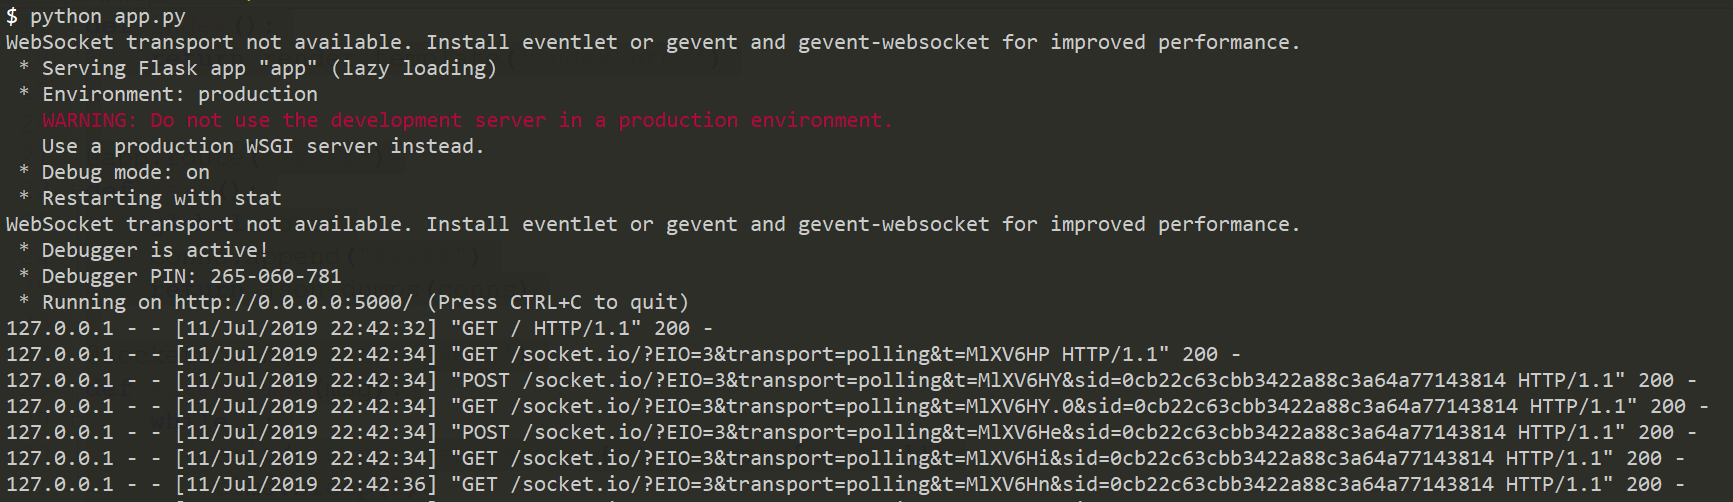 $ python app.py
WebSocket transport not available. Install eventlet or gevent and gevent-websocket for improved performance.
 * Serving Flask app "app" (lazy loading)
 * Environment: production
   WARNING: Do not use the development server in a production environment.
   Use a production WSGI server instead.
 * Debug mode: on
 * Restarting with stat
WebSocket transport not available. Install eventlet or gevent and gevent-websocket for improved performance.
 * Debugger is active!
 * Debugger PIN: 265-060-781
 * Running on http://0.0.0.0:5000/ (Press CTRL+C to quit)
127.0.0.1 - - [11/Jul/2019 22:42:32] "GET / HTTP/1.1" 200 -
127.0.0.1 - - [11/Jul/2019 22:42:34] "GET /socket.io/?EIO=3&transport=polling&t=MlXV6HP HTTP/1.1" 200 -
127.0.0.1 - - [11/Jul/2019 22:42:34] "POST /socket.io/?EIO=3&transport=polling&t=MlXV6HY&sid=0cb22c63cbb3422a88c3a64a77143814 HTTP/1.1" 200 -
127.0.0.1 - - [11/Jul/2019 22:42:34] "GET /socket.io/?EIO=3&transport=polling&t=MlXV6HY.0&sid=0cb22c63cbb3422a88c3a64a77143814 HTTP/1.1" 200 -
127.0.0.1 - - [11/Jul/2019 22:42:34] "POST /socket.io/?EIO=3&transport=polling&t=MlXV6He&sid=0cb22c63cbb3422a88c3a64a77143814 HTTP/1.1" 200 -
127.0.0.1 - - [11/Jul/2019 22:42:34] "GET /socket.io/?EIO=3&transport=polling&t=MlXV6Hi&sid=0cb22c63cbb3422a88c3a64a77143814 HTTP/1.1" 200 -
127.0.0.1 - - [11/Jul/2019 22:42:36] "GET /socket.io/?EIO=3&transport=polling&t=MlXV6Hn&sid=0cb22c63cbb3422a88c3a64a77143814 HTTP/1.1" 200 -